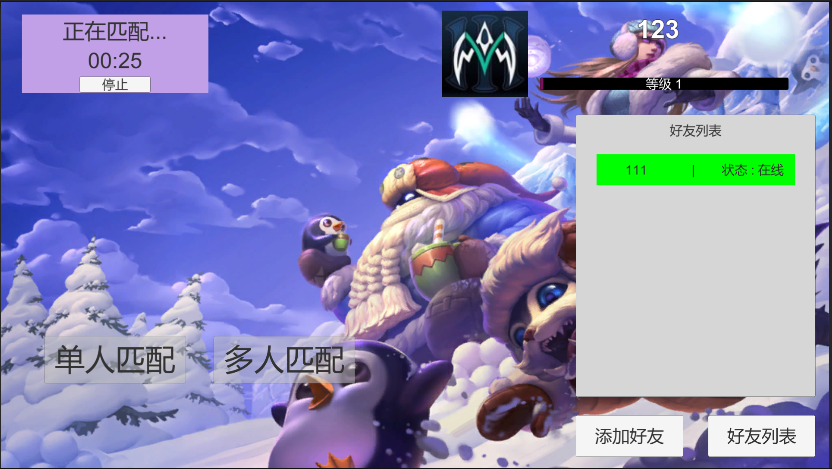 正在匹配...
00:25
停止
123
等级 1
好友列表
111 | 状态 : 在线
单人匹配
多人匹配
添加好友
好友列表